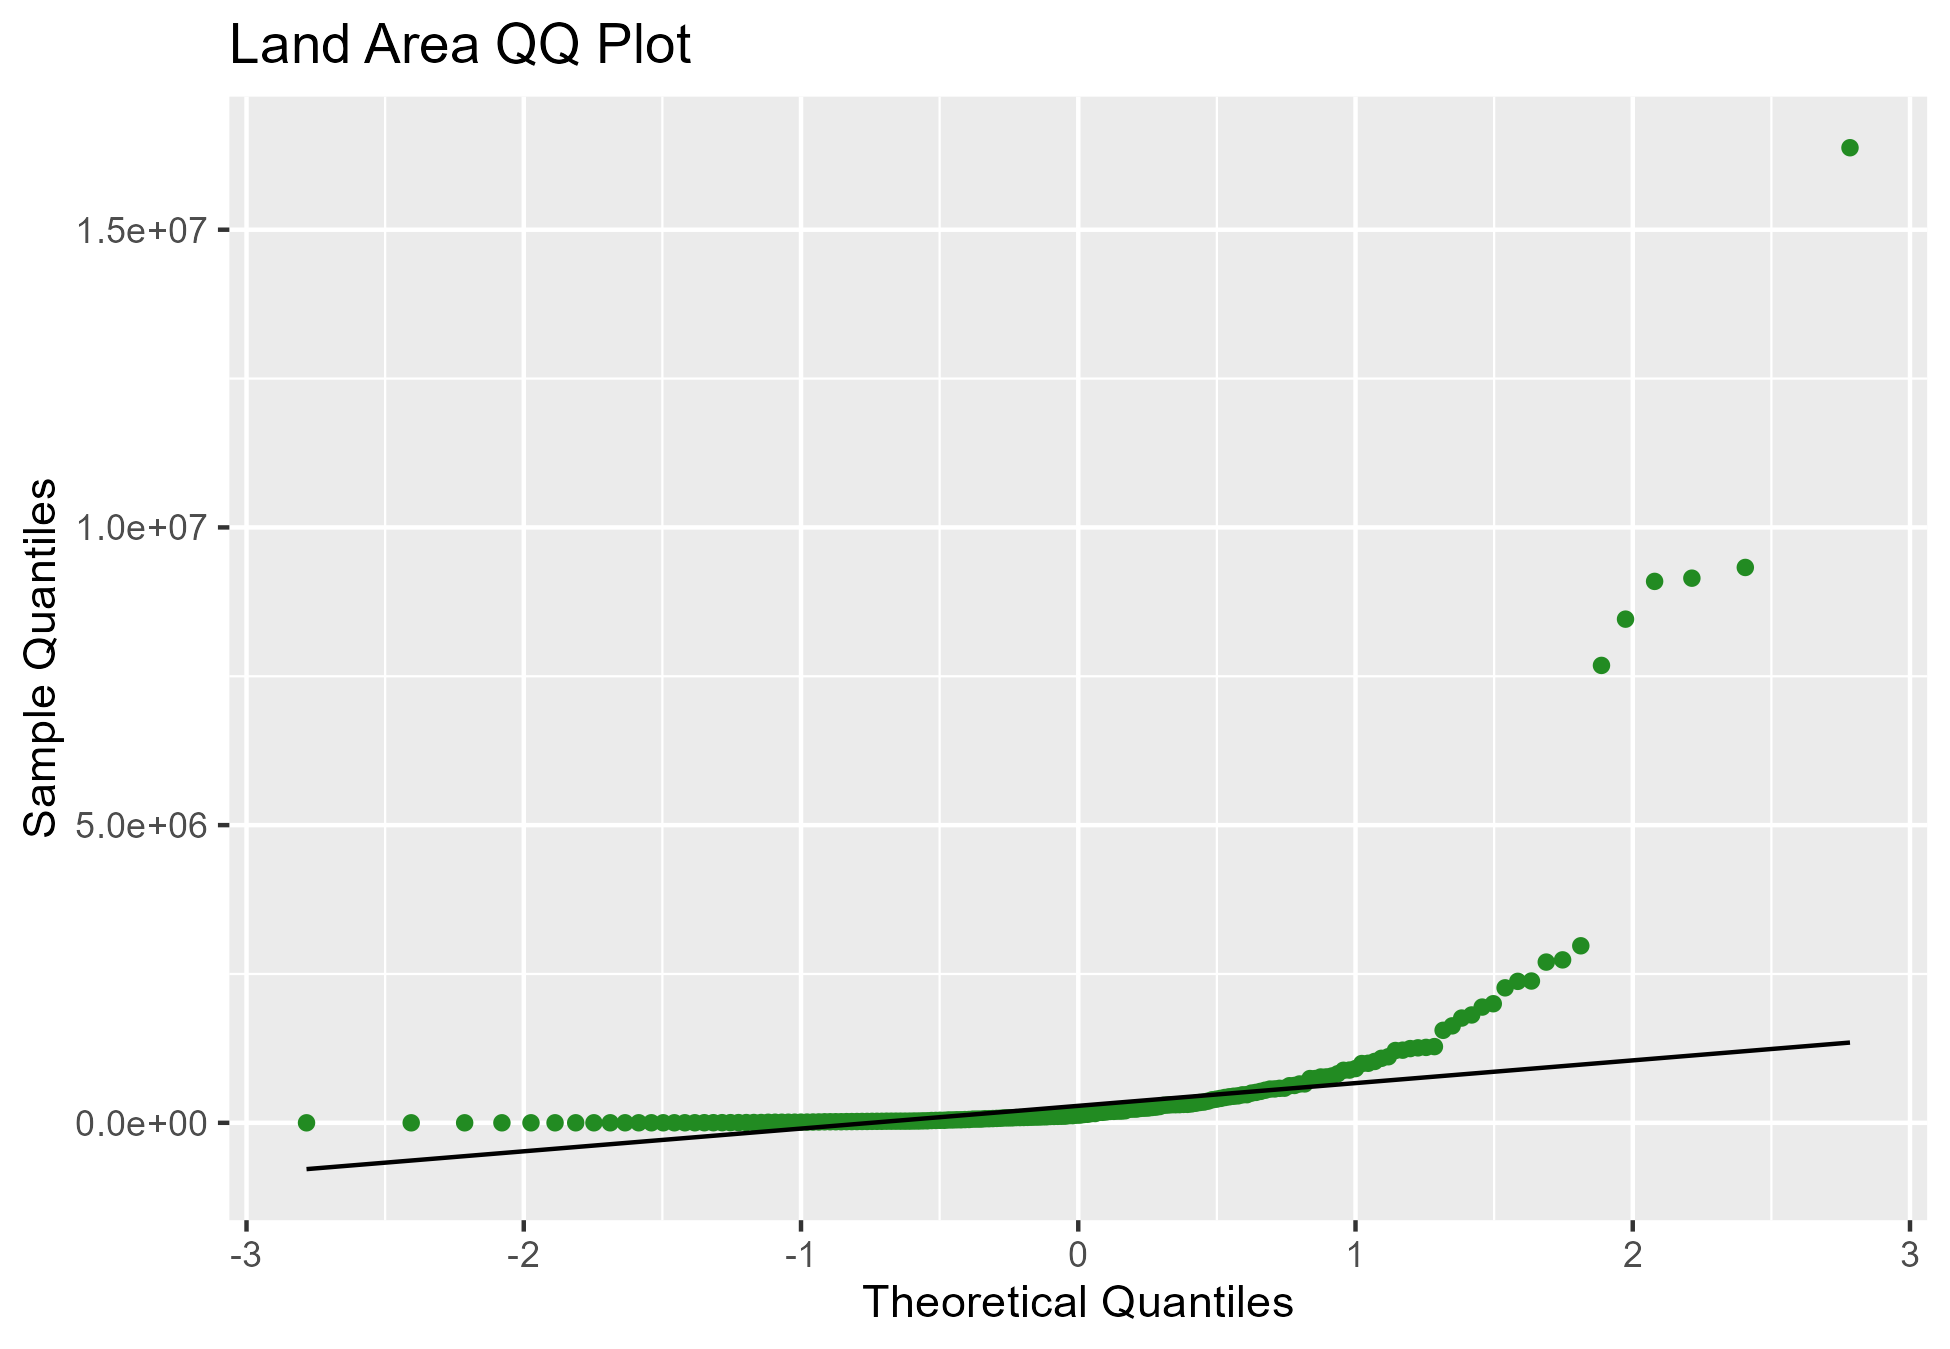 Land Area QQ Plot
Sample Quantiles
1.5e+07
1.0e+07
5.0e+06
0.0e+00
-3 -2 -1 0 1 2 3
Theoretical Quantiles